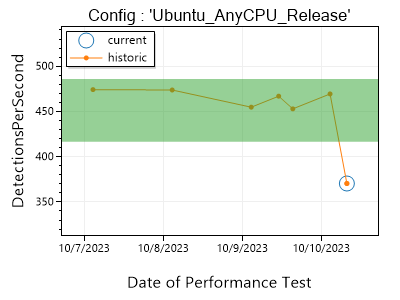 Config : 'Ubuntu_AnyCPU_Release'
current
historic
DetectionsPerSecond
500
450
400
350
10/7/2023
10/8/2023
10/9/2023
10/10/2023
Date of Performance Test